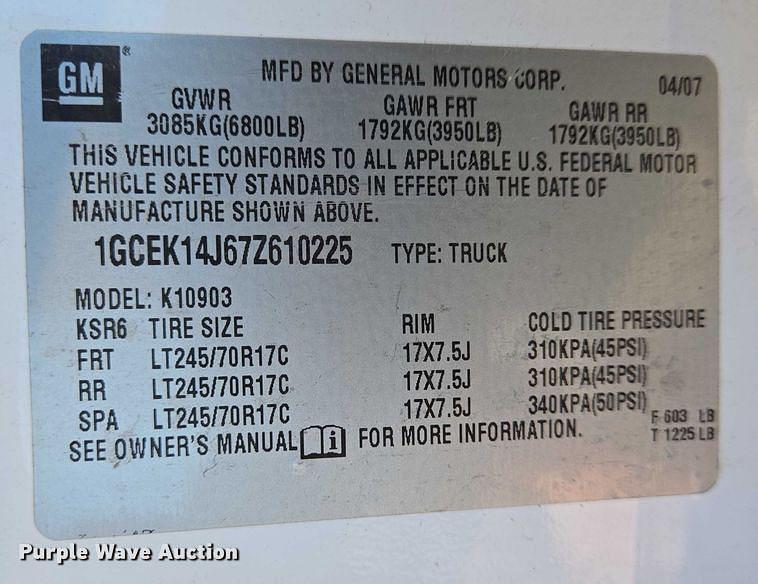 GM ®
MFD BY GENERAL MOTORS CORP. 04/07
GVWR GAWR FRT GAWR RR
3085KG(6800LB) 1792KG(3950LB) 1792KG(3950LB)
THIS VEHICLE CONFORMS TO ALL APPLICABLE U.S. FEDERAL MOTOR
VEHICLE SAFETY STANDARDS IN EFFECT ON THE DATE OF
MANUFACTURE SHOWN ABOVE.
1GCEK14J67Z610225 TYPE: TRUCK
MODEL: K10903
KSR6 TIRE SIZE RIM COLD TIRE PRESSURE
FRT LT245/70R17C 17X7.5J 310KPA(45PSI)
RR LT245/70R17C 17X7.5J 310KPA(45PSI)
SPA LT245/70R17C 17X7.5J 340KPA(50PSI)
F 603 LB
SEE OWNER'S MANUAL i FOR MORE INFORMATION. T 1225 LB
Purple Wave Auction